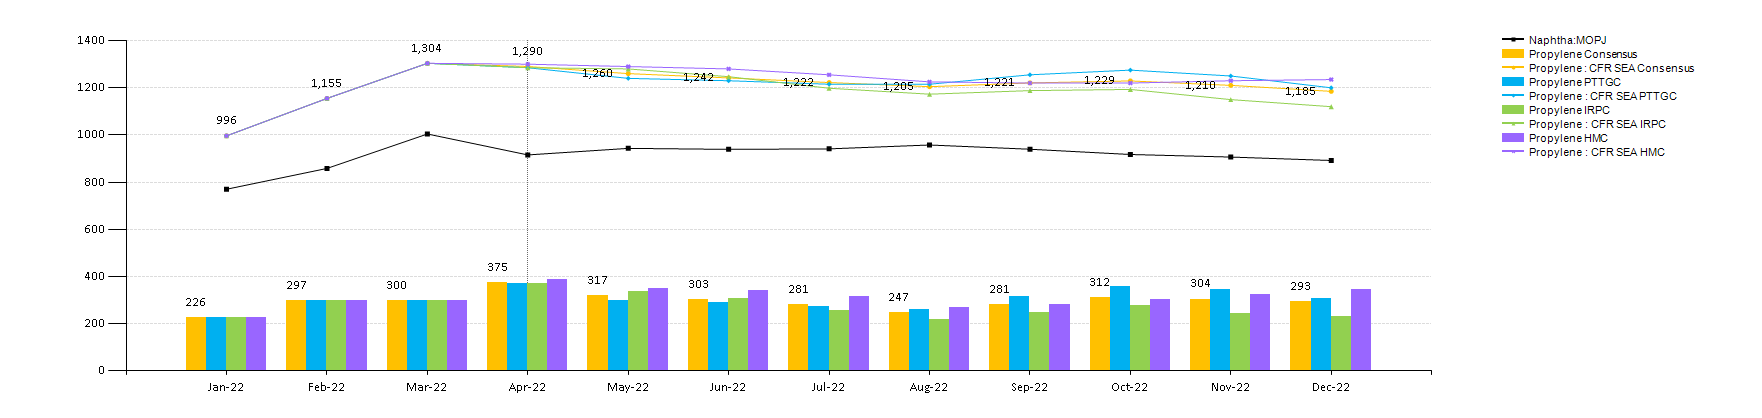 1400
1200
1000
800
600
400
200
0
996
1,155
1,304
1,290
1,260
1,242
1,222
1,205
1,221
1,229
1,210
1,185
226
297
300
375
317
303
281
247
281
312
304
293
Jan-22
Feb-22
Mar-22
Apr-22
May-22
Jun-22
Jul-22
Aug-22
Sep-22
Oct-22
Nov-22
Dec-22
Naphtha:MOPJ
Propylene Consensus
Propylene : CFR SEA Consensus
Propylene PTTGC
Propylene : CFR SEA PTTGC
Propylene IRPC
Propylene : CFR SEA IRPC
Propylene HMC
Propylene : CFR SEA HMC